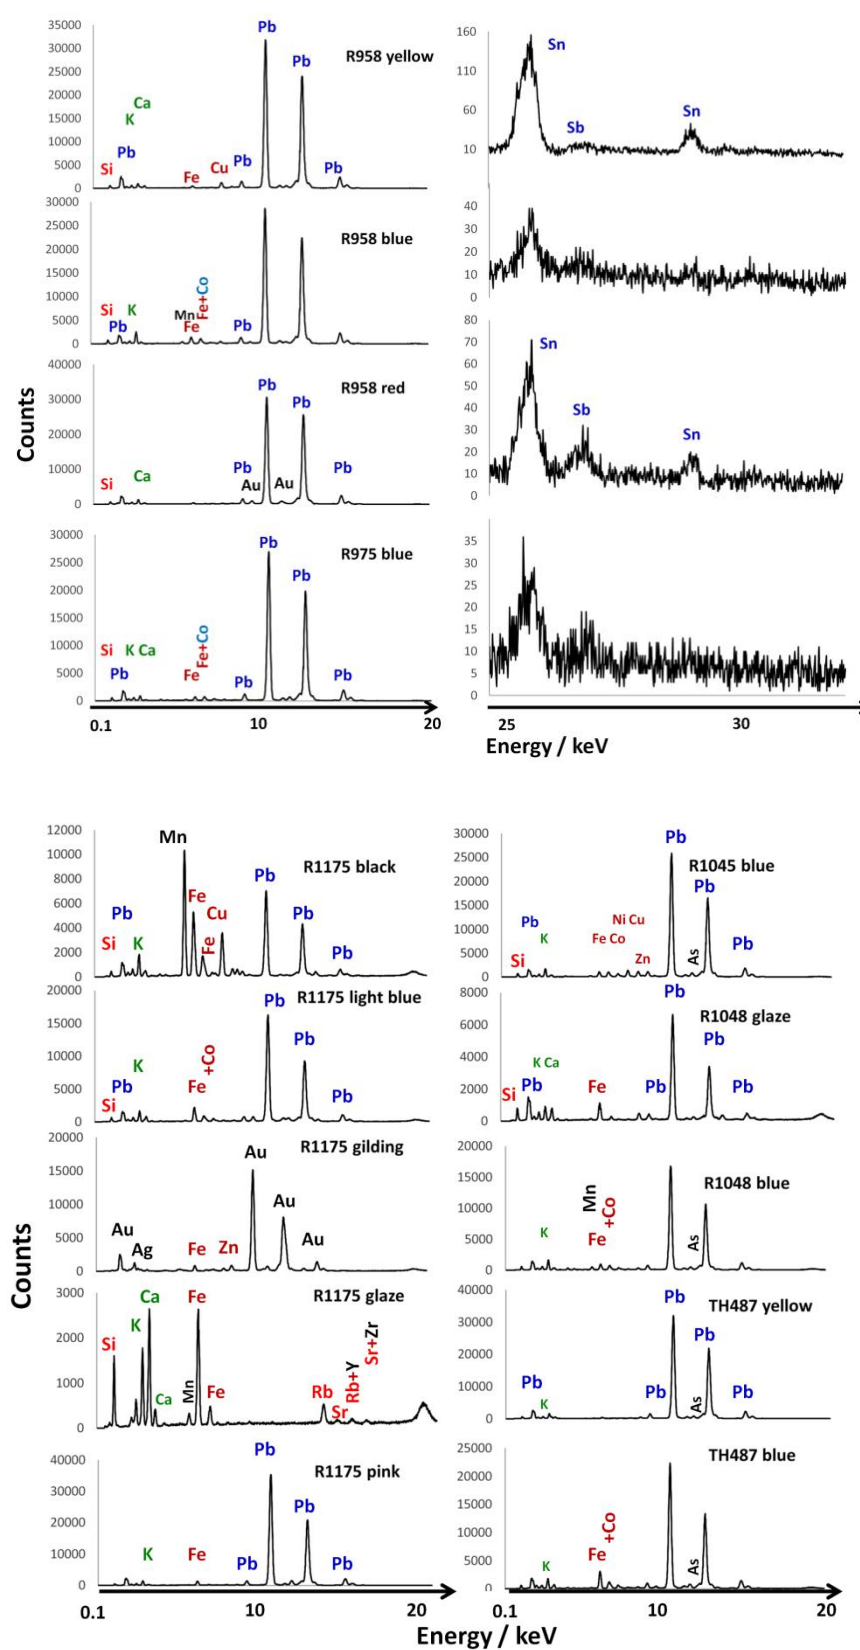 35000
30000
25000
20000
15000
10000
5000
0
Pb
Pb
R958 yellow
Ca
K
Pb
Si
Fe
Cu
Pb
Pb
160
110
60
10
Sn
Sb
Sn
30000
25000
20000
15000
10000
5000
0
R958 blue
Si
K
Pb
Mn
Fe
Fe+Co
Pb
40
30
20
10
0
40000
30000
20000
10000
0
Pb
R958 red
Pb
Si
Ca
Pb
Au
Au
Pb
80
70
60
50
40
30
20
10
0
Sn
Sb
Sn
30000
25000
20000
15000
10000
5000
0
Pb
R975 blue
Pb
Si
K Ca
Pb
Fe
Fe+Co
Pb
Pb
35
30
25
20
15
10
5
0
Counts
0.1
10
20
25
30
Energy / keV
12000
10000
8000
6000
4000
2000
0
Mn
R1175 black
Pb
Fe
Pb
Cu
Si
K
Fe
Pb
Pb
30000
25000
20000
15000
10000
5000
0
Pb
R1045 blue
Pb
Pb
K
Ni Cu
Fe Co
Zn
Si
As
Pb
20000
15000
10000
5000
0
R1175 light blue
Pb
Pb
K
+Co
Pb
Fe
Si
Pb
8000
6000
4000
2000
0
Pb
R1048 glaze
Pb
K Ca
Si
Pb
Fe
Pb
Pb
20000
15000
10000
5000
0
R1175 gilding
Au
Au
Au
Ag
Fe
Zn
Au
20000
15000
10000
5000
0
R1048 blue
Mn
+Co
K
Fe
As
3000
2000
1000
0
R1175 glaze
Ca
Fe
K
Si
Ca
Mn
Fe
Rb
Sr
Rb+Y
Sr+Zr
40000
30000
20000
10000
0
Pb
TH487 yellow
Pb
Pb
K
Pb
As
Pb
40000
30000
20000
10000
0
Pb
R1175 pink
Pb
K
Fe
Pb
Pb
25000
20000
15000
10000
5000
0
TH487 blue
+Co
Fe
K
As
Counts
0.1
10
20
0.1
10
20
Energy / keV